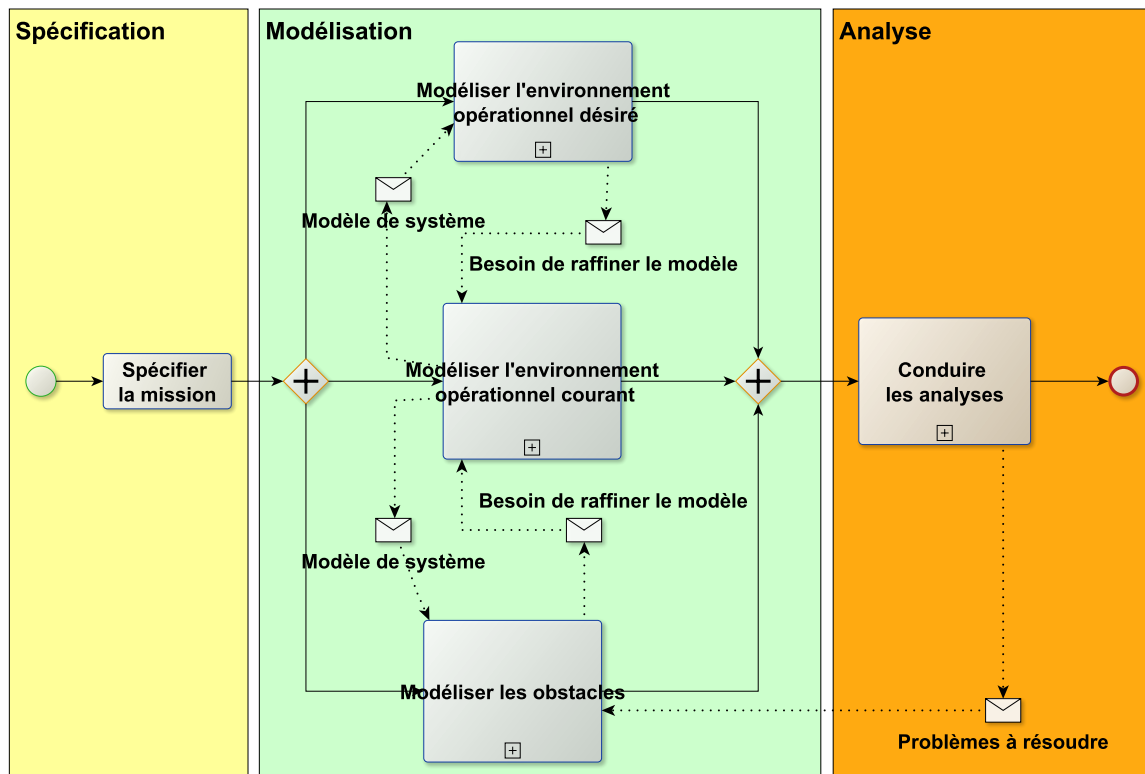 Spécification
Modélisation
Analyse
Modéliser l'environnement
opérationnel désiré
Modèle de système
Besoin de raffiner le modèle
Spécifier
la mission
Modéliser l'environnement
opérationnel courant
Conduire
les analyses
Besoin de raffiner le modèle
Modèle de système
Modéliser les obstacles
Problèmes à résoudre